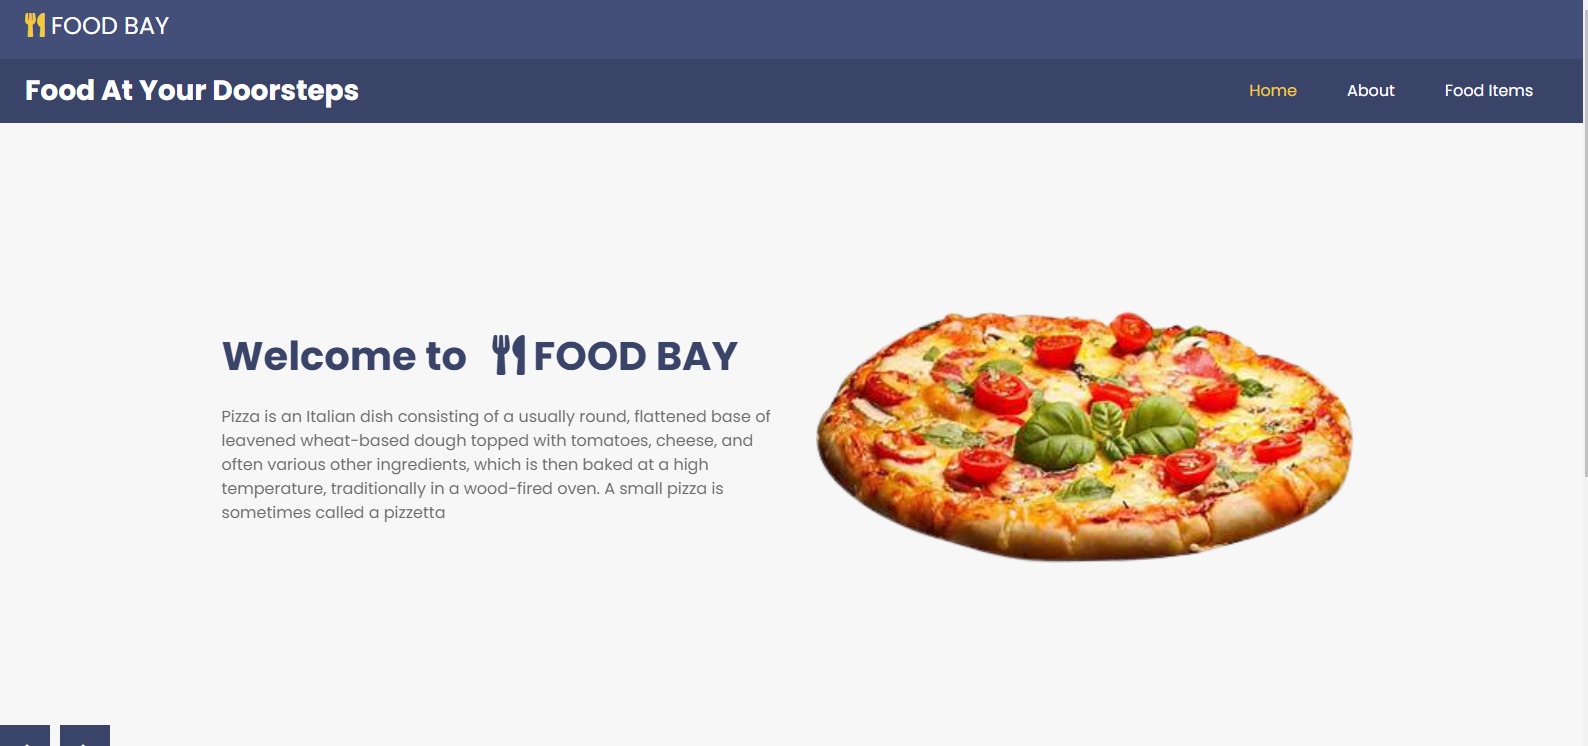 FOOD BAY
Food At Your Doorsteps
Home
About
Food Items
Welcome to FOOD BAY
Pizza is an Italian dish consisting of a usually round, flattened base of
leavened wheat-based dough topped with tomatoes, cheese, and
often various other ingredients, which is then baked at a high
temperature, traditionally in a wood-fired oven. A small pizza is
sometimes called a pizzetta